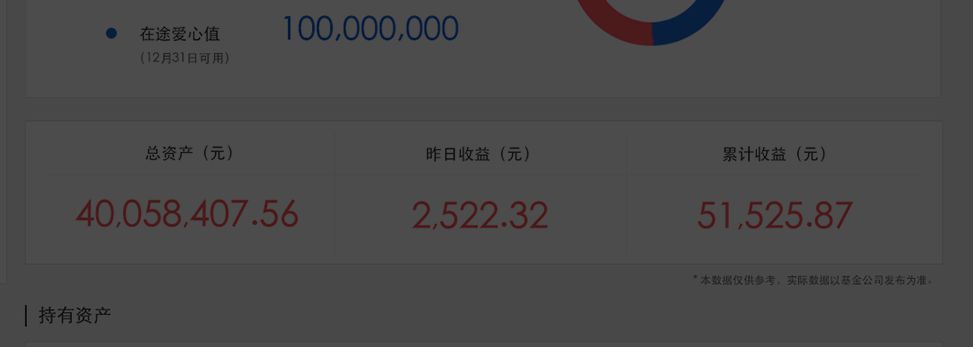 在途爱心值 100,000,000
(12月31日可用)
总资产（元） 昨日收益（元） 累计收益（元）
40,058,407.56 2,522.32 51,525.87
*本数据仅供参考，实际数据以基金公司发布为准。
持有资产